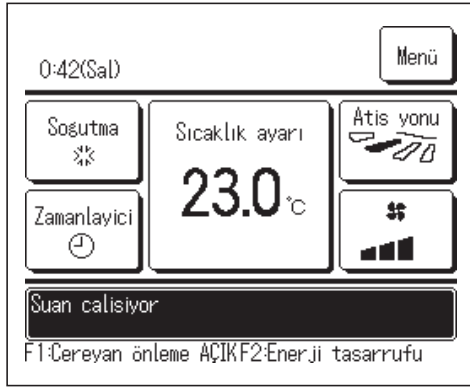 Menü
0:42(Sal)
Sogutma
Sıcaklık ayarı
Atis yonu
23.0 °C
Zamanlayici
Suan calisiyor
F1:Cereyan önleme AÇIKF2:Enerji tasarrufu